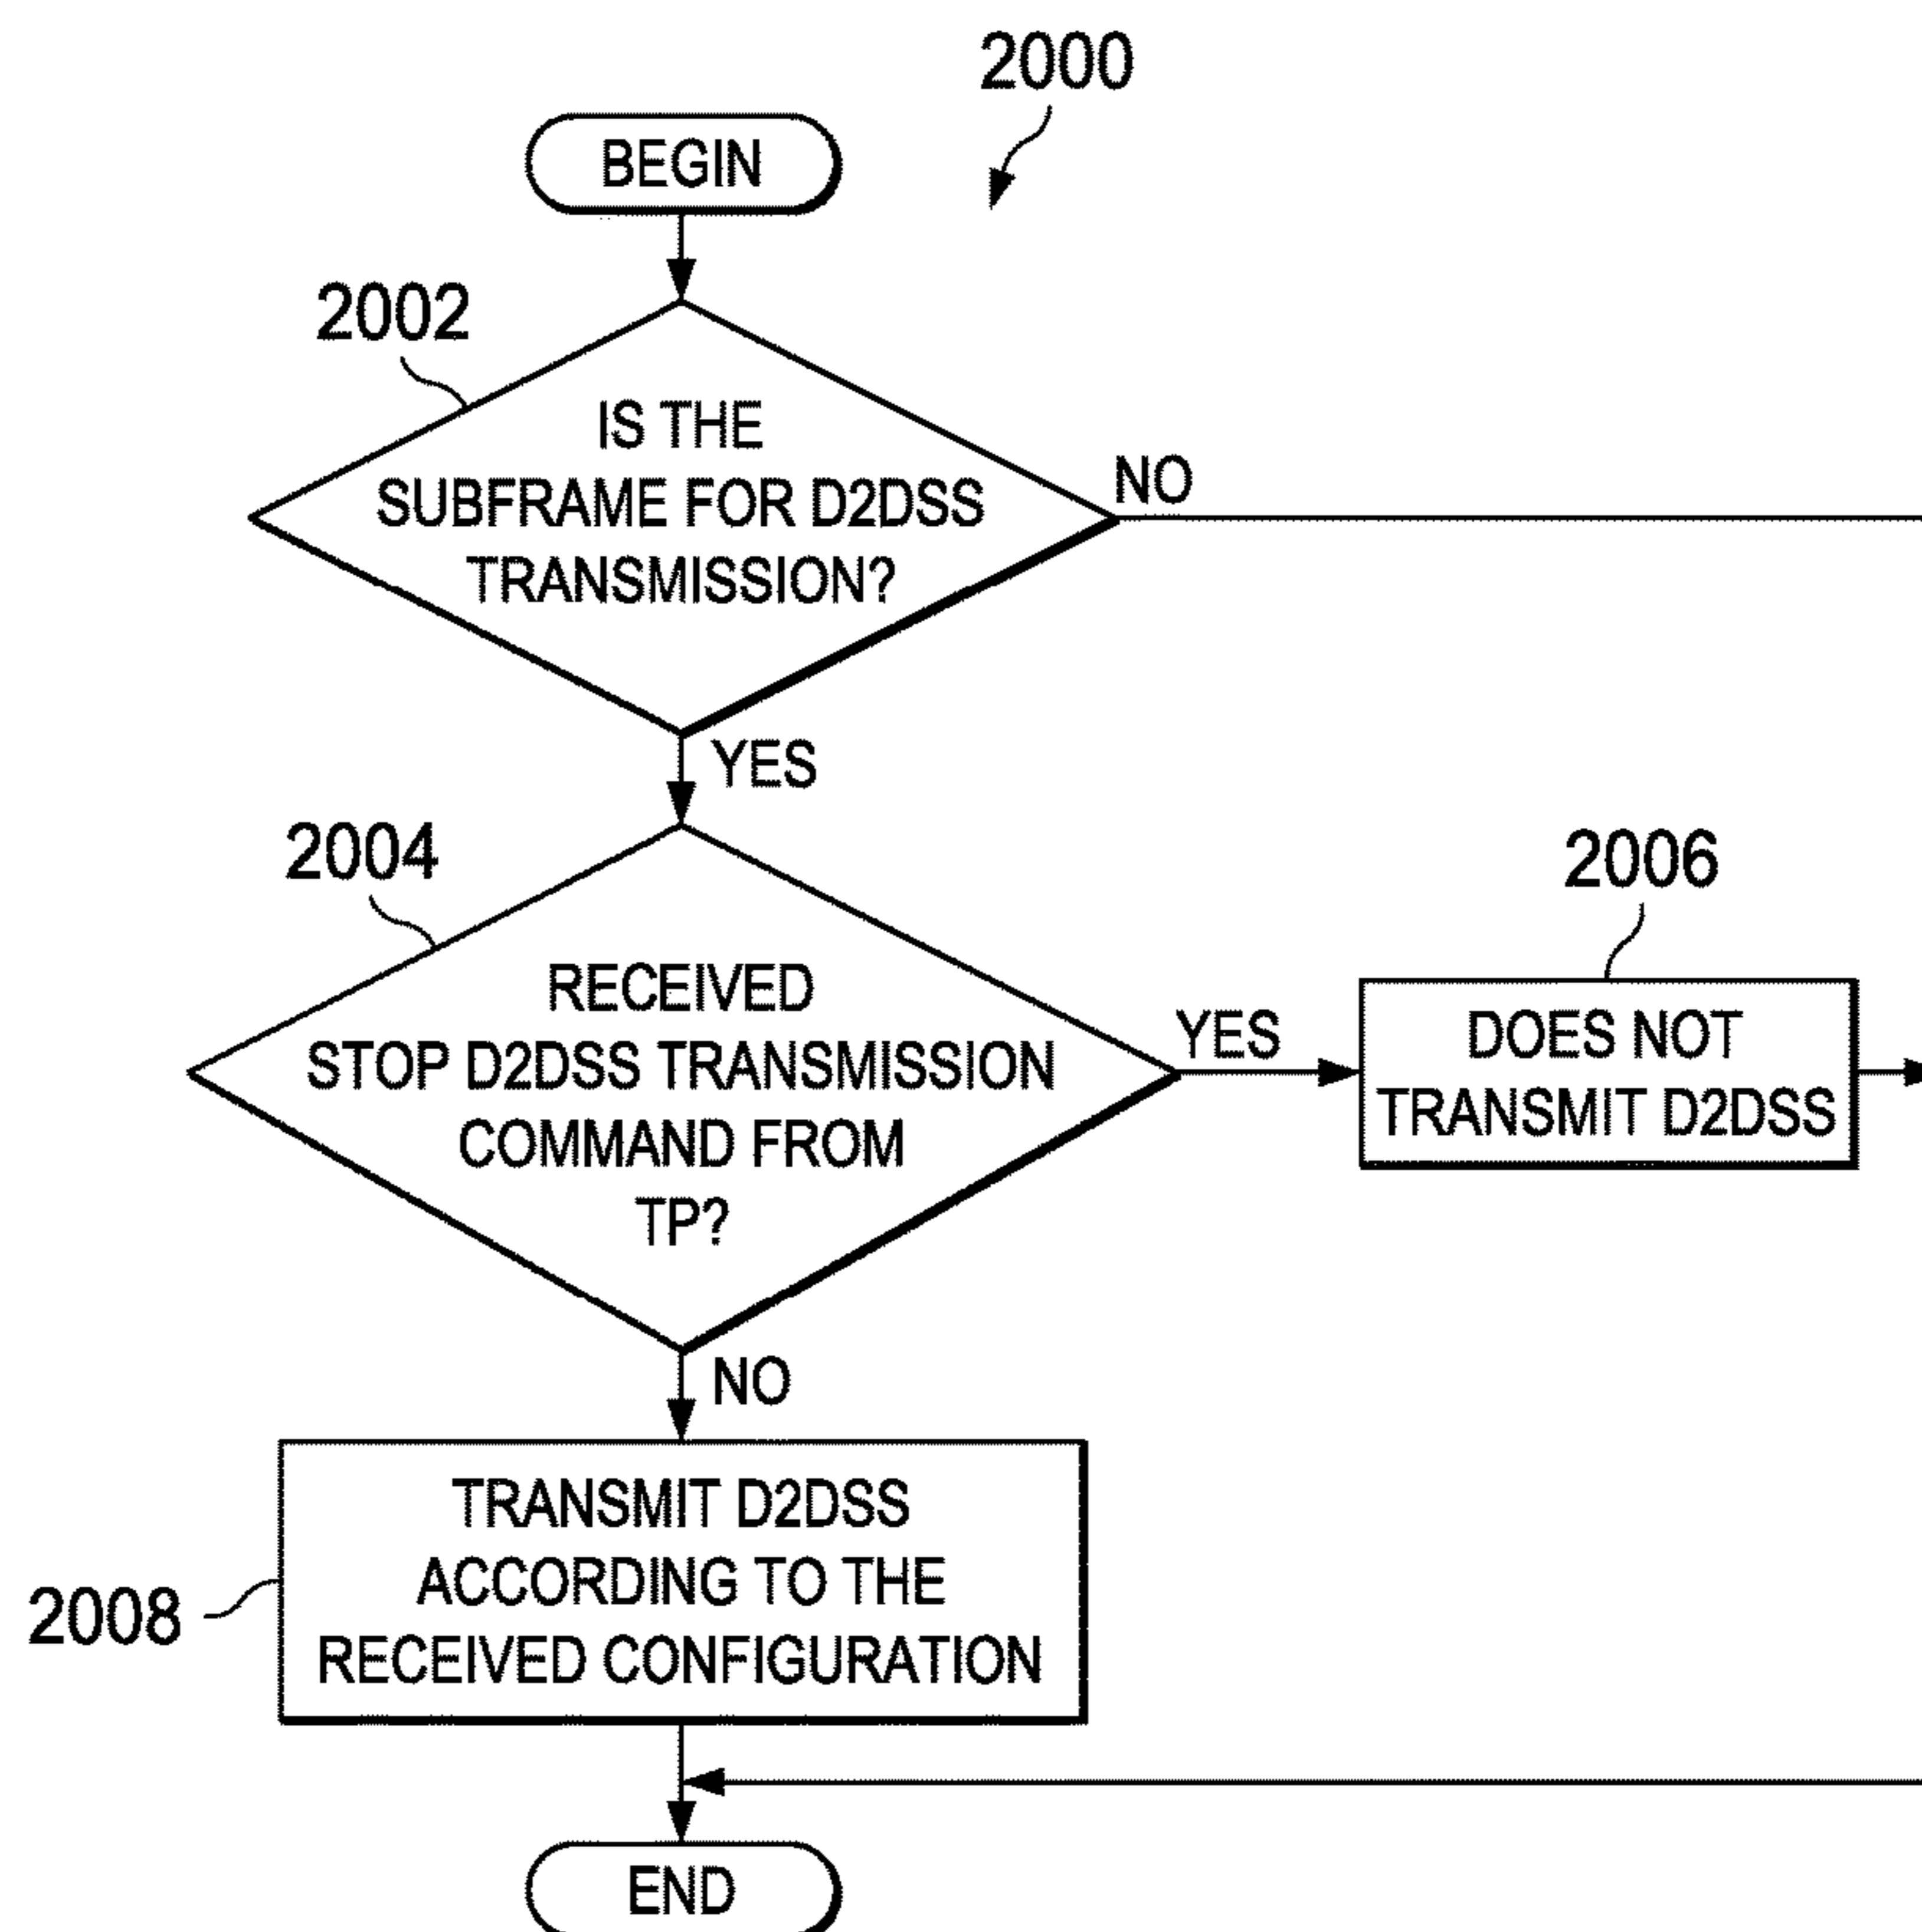 2000
BEGIN
2002
IS THE
SUBFRAME FOR D2DSS
TRANSMISSION?
NO
YES
2004
RECEIVED
STOP D2DSS TRANSMISSION
COMMAND FROM
TP?
YES
2006
DOES NOT
TRANSMIT D2DSS
NO
TRANSMIT D2DSS
ACCORDING TO THE
RECEIVED CONFIGURATION
2008
END